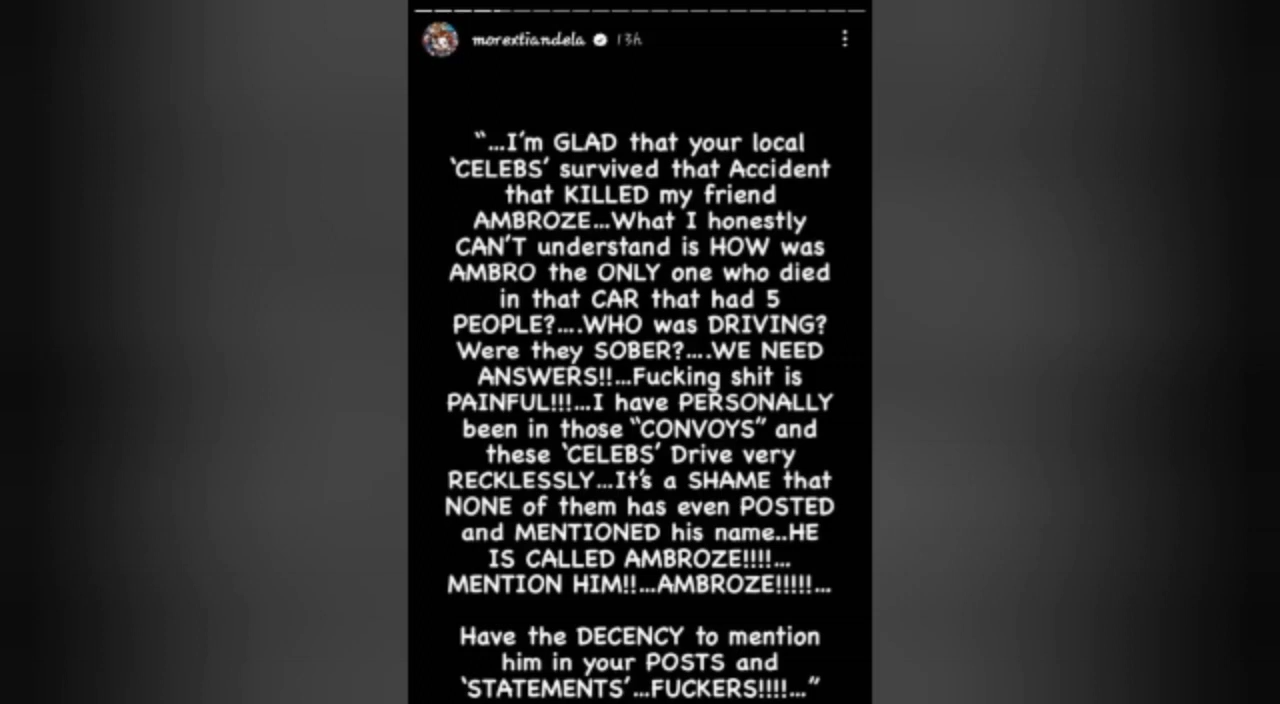 morextiandela 13h
“...I'm GLAD that your local
‘CELEBS’ survived that Accident
that KILLED my friend
AMBROZE...What I honestly
CAN'T understand is HOW was
AMBRO the ONLY one who died
in that CAR that had 5
PEOPLE?....WHO was DRIVING?
Were they SOBER?....WE NEED
ANSWERS!!...Fucking shit is
PAINFUL!!!...I have PERSONALLY
been in those “CONVOYS” and
these ‘CELEBS’ Drive very
RECKLESSLY...It's a SHAME that
NONE of them has even POSTED
and MENTIONED his name..HE
IS CALLED AMBROZE!!!!...
MENTION HIM!!...AMBROZE!!!!!...
Have the DECENCY to mention
him in your POSTS and
‘STATEMENTS’...FUCKERS!!!!...”